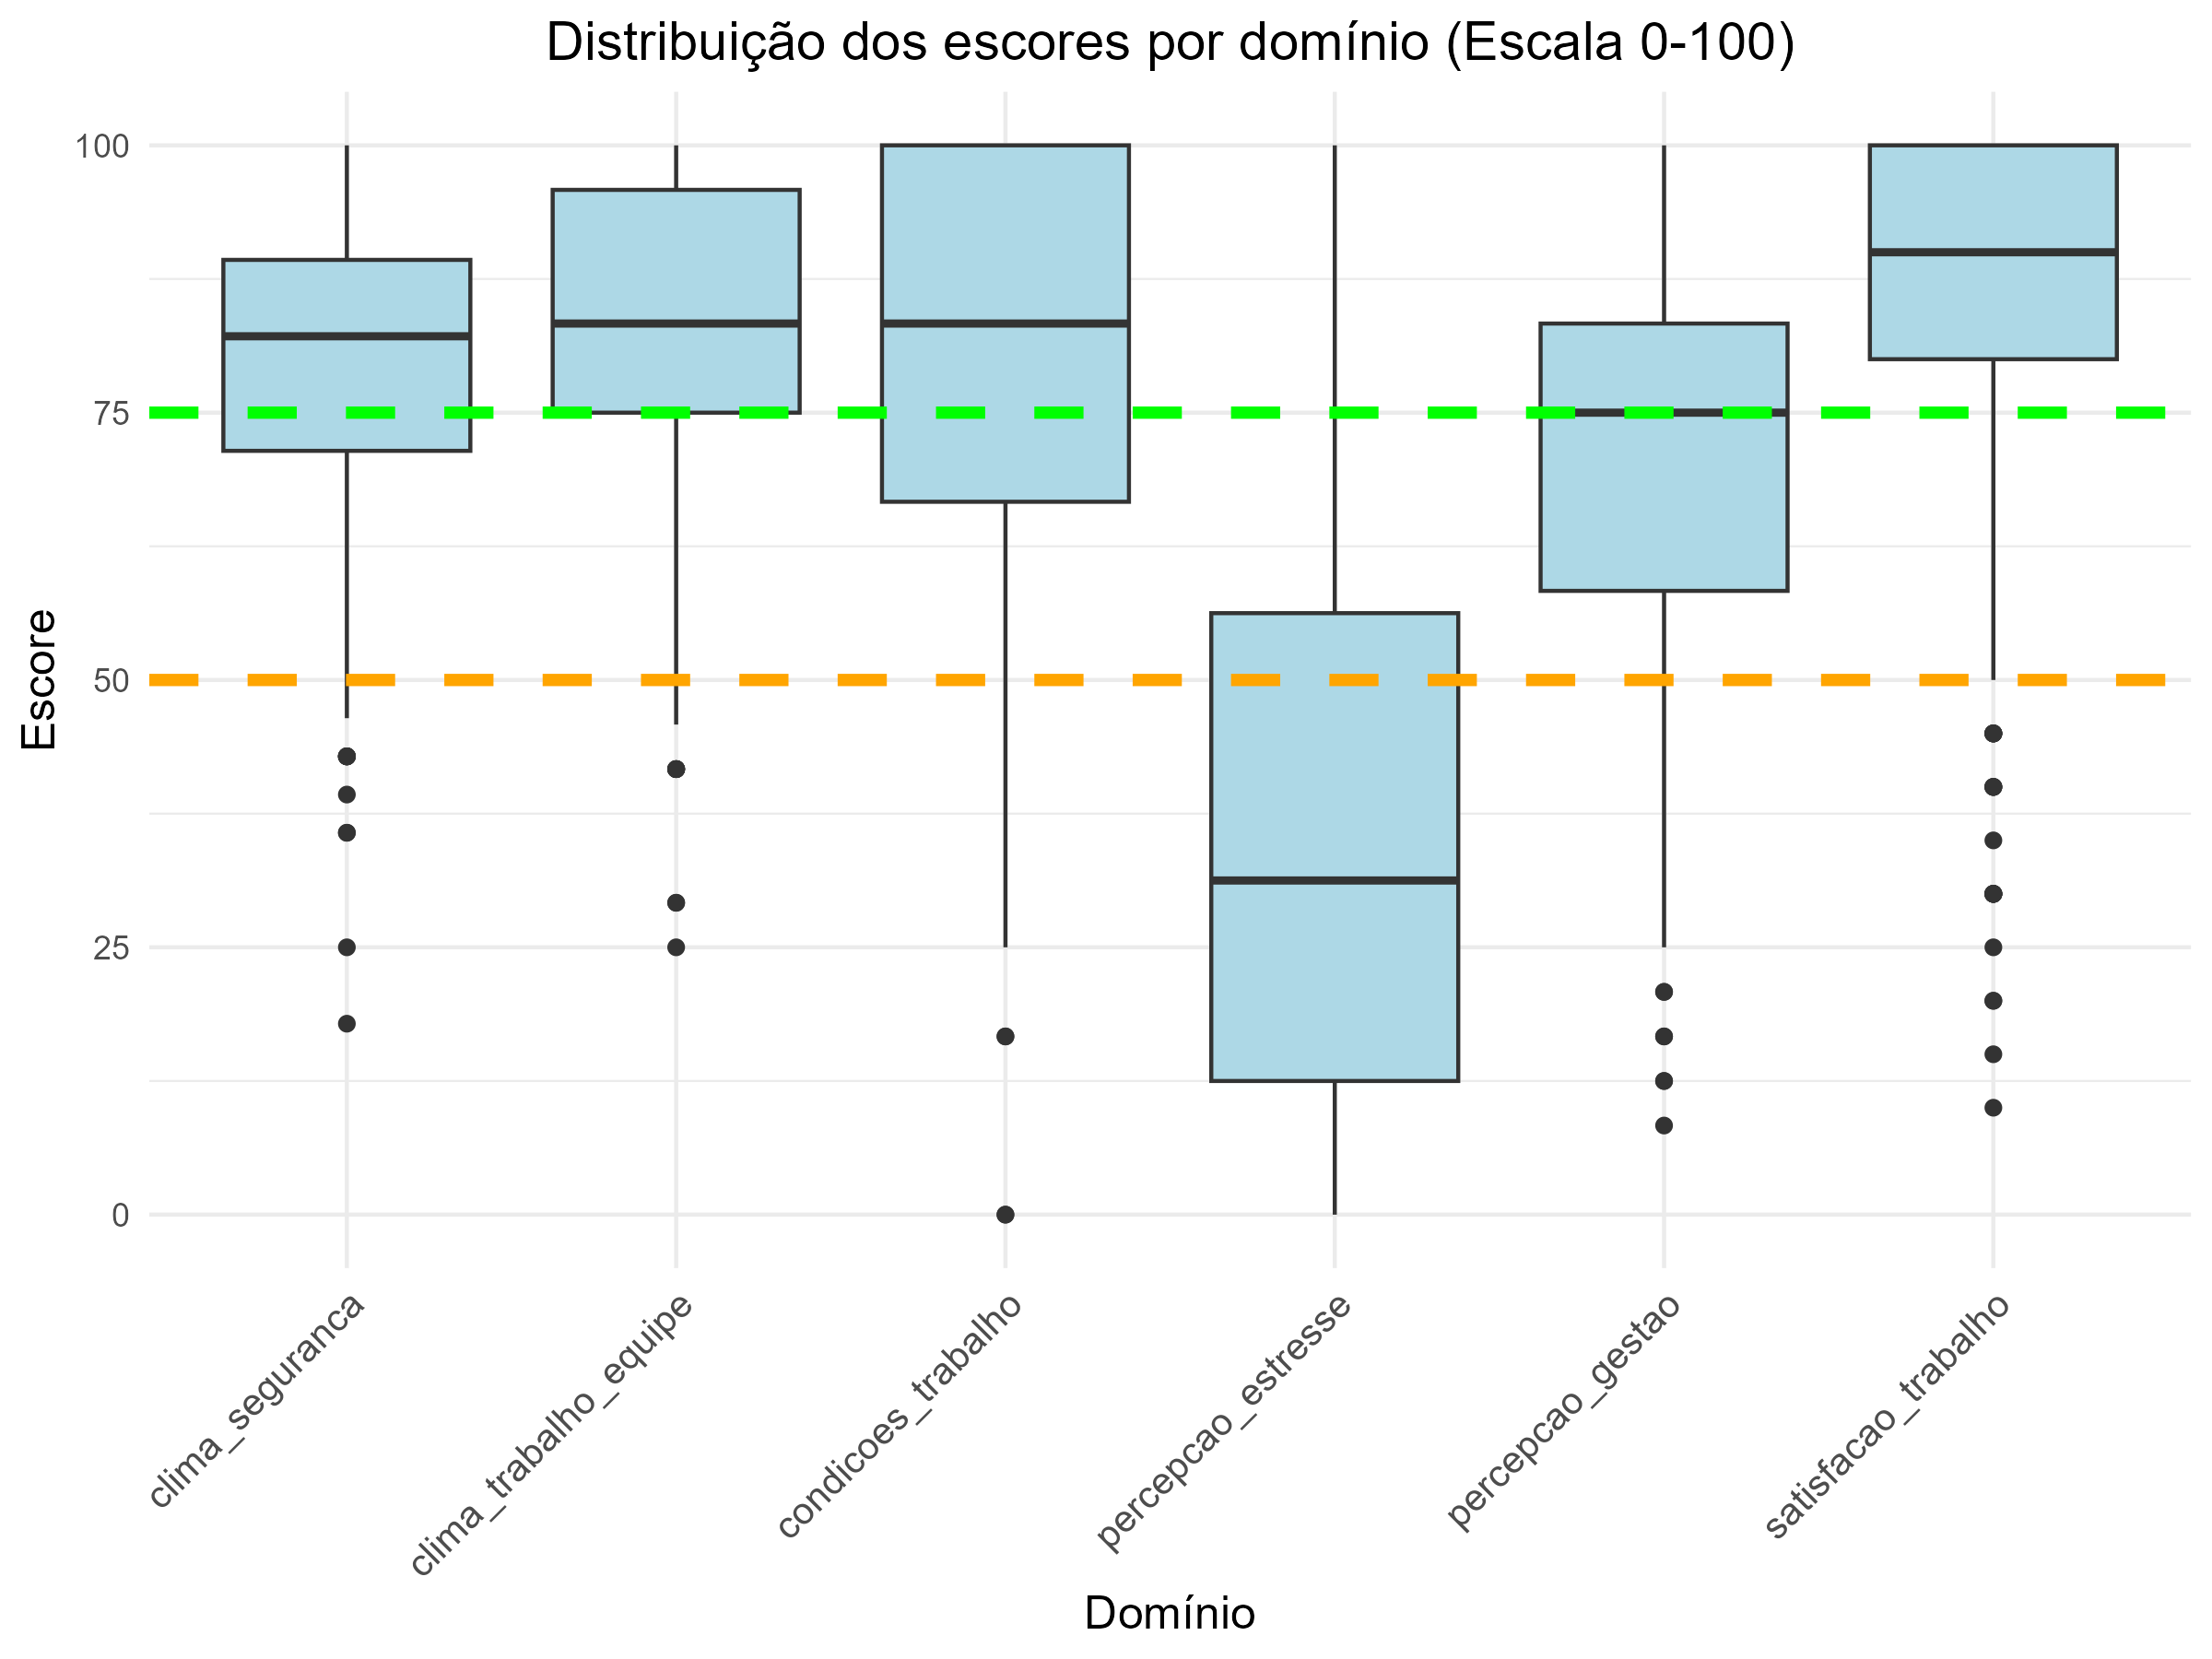 Distribuição dos escores por domínio (Escala 0-100)
Escore
100
75
50
25
0
clima_seguranca
clima_trabalho_equipe
condicoes_trabalho
percepcao_estresse
percepcao_gestao
satisfacao_trabalho
Domínio